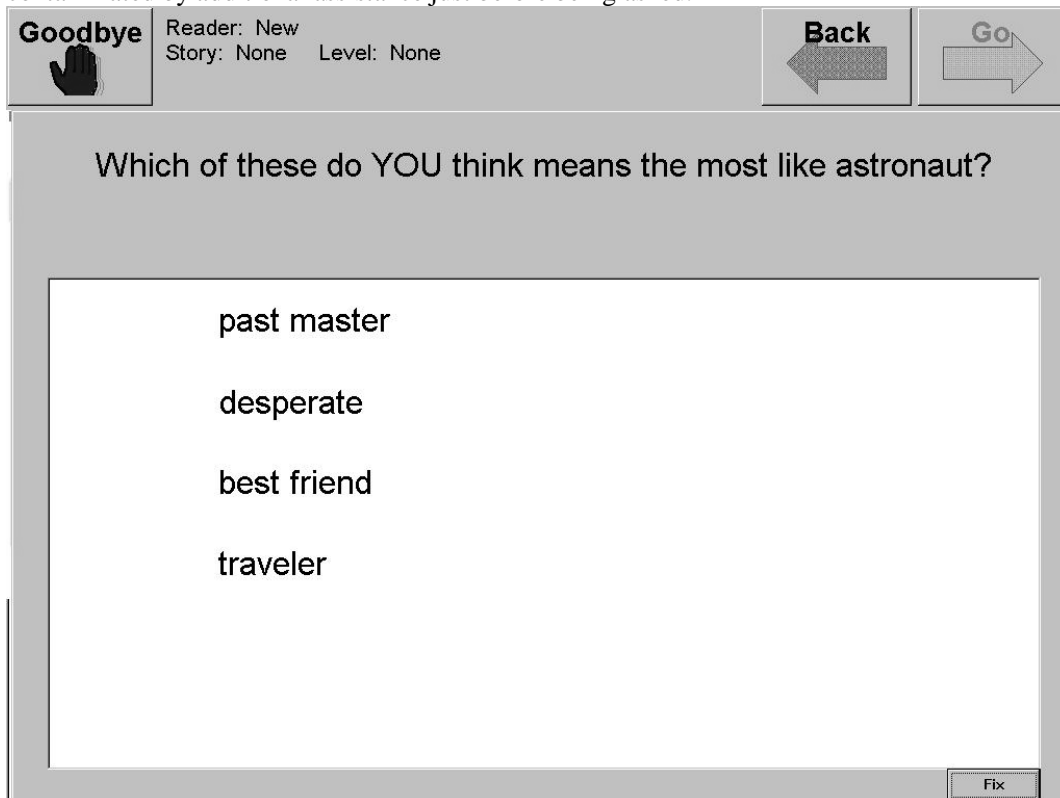 Goodbye
Reader: New
Story: None Level: None
Back
Go
Which of these do YOU think means the most like astronaut?
past master
desperate
best friend
traveler
Fix